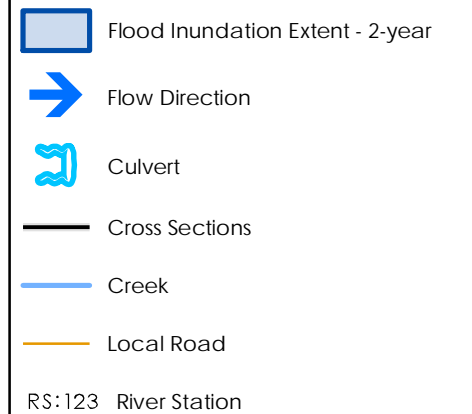 Flood Inundation Extent - 2-year
Flow Direction
Culvert
Cross Sections
Creek
Local Road
RS:123 River Station